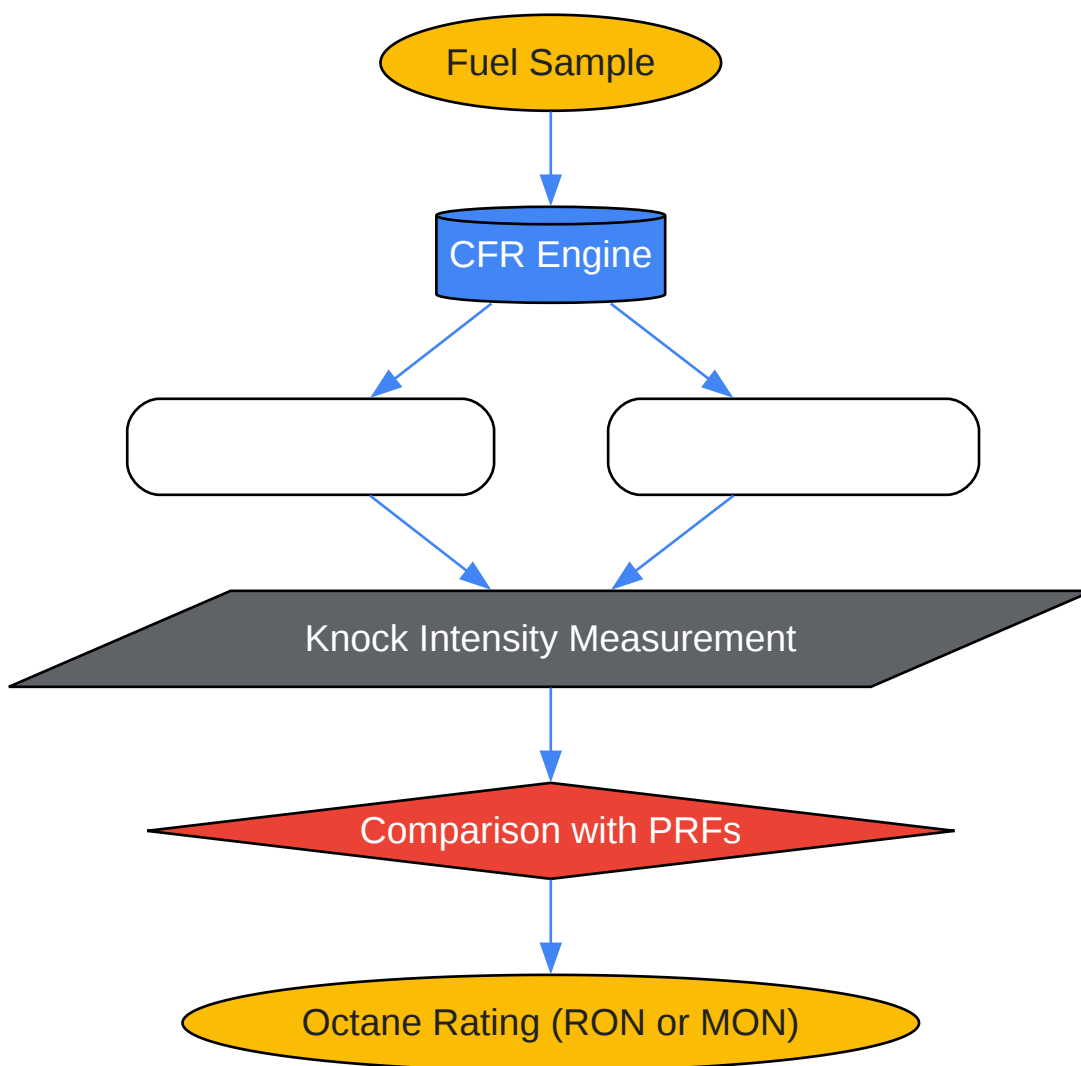 Fuel Sample
CFR Engine
Knock Intensity Measurement
Comparison with PRFs
Octane Rating (RON or MON)